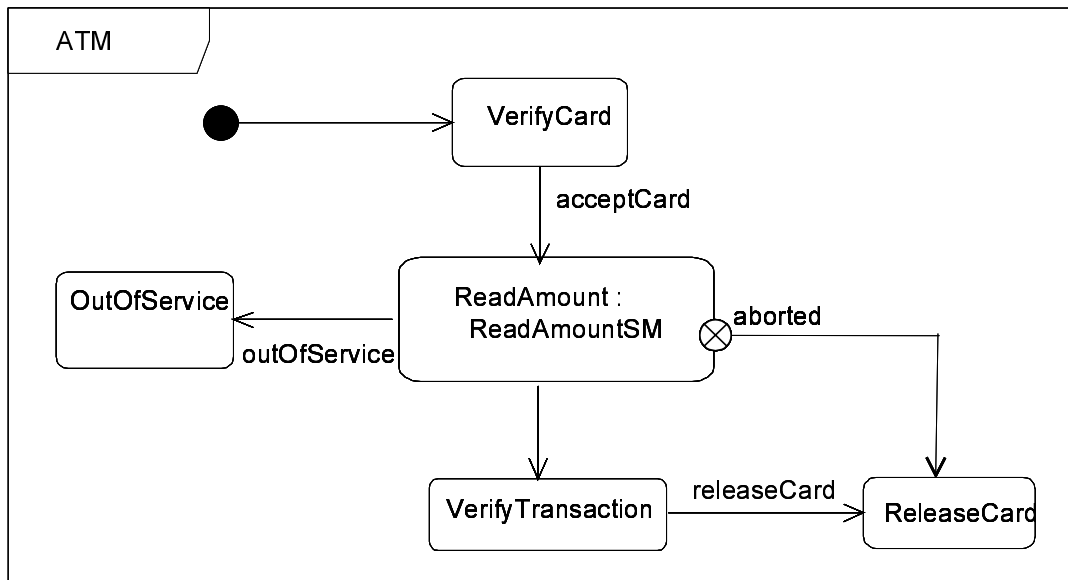 ATM
VerifyCard
acceptCard
OutOfService
ReadAmount :
ReadAmountSM
aborted
outOfService
VerifyTransaction
releaseCard
ReleaseCard